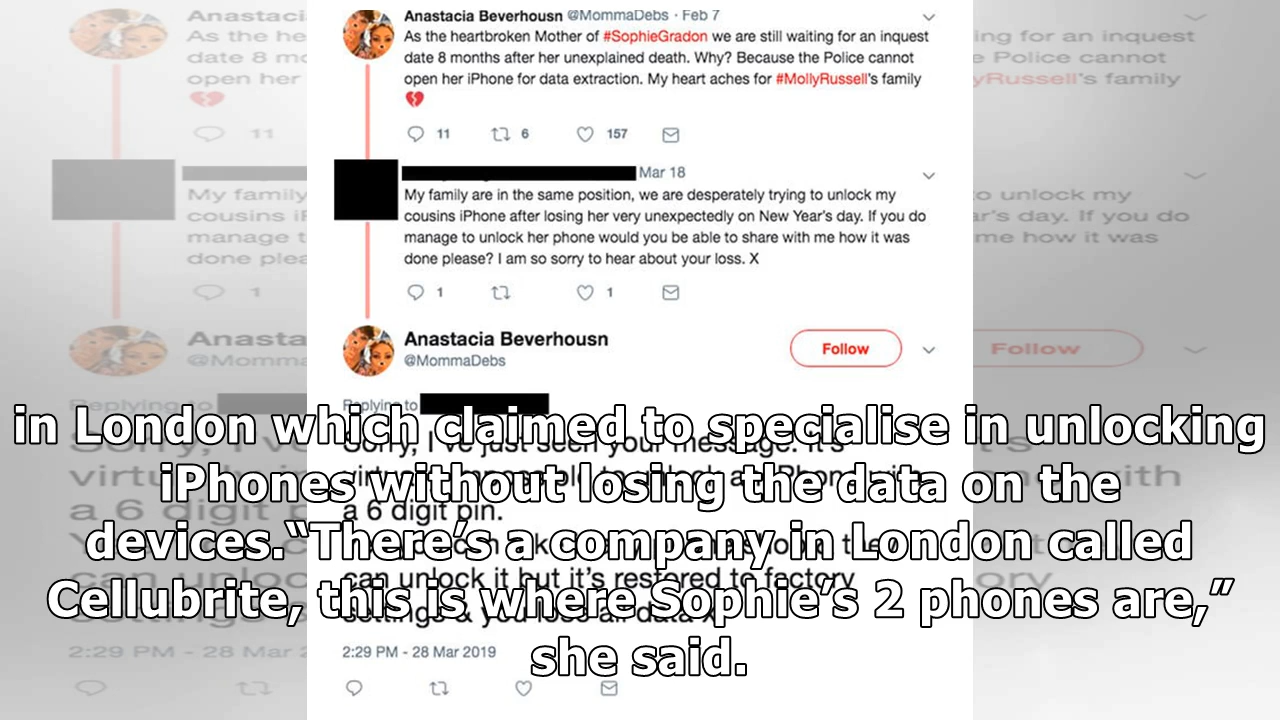 Anastacia Beverhousn @MommaDebs · Feb 7
As the heartbroken Mother of #SophieGradon we are still waiting for an inquest
date 8 months after her unexplained death. Why? Because the Police cannot
open her iPhone for data extraction. My heart aches for #MollyRussell's family
💔
11 6 157
Mar 18
My family are in the same position, we are desperately trying to unlock my
cousins iPhone after losing her very unexpectedly on New Year's day. If you do
manage to unlock her phone would you be able to share with me how it was
done please? I am so sorry to hear about your loss. X
1 1
Anastacia Beverhousn
@MommaDebs
Follow
Replying to
Sorry, I've just seen your message. It's
a 6 digit pin.
can unlock it but it's restored to factory
settings & you lose all data x
2:29 PM - 28 Mar 2019
in London which claimed to specialise in unlocking
iPhones without losing the data on the
devices.“There’s a company in London called
Cellubrite, this is where Sophie’s 2 phones are,”
she said.